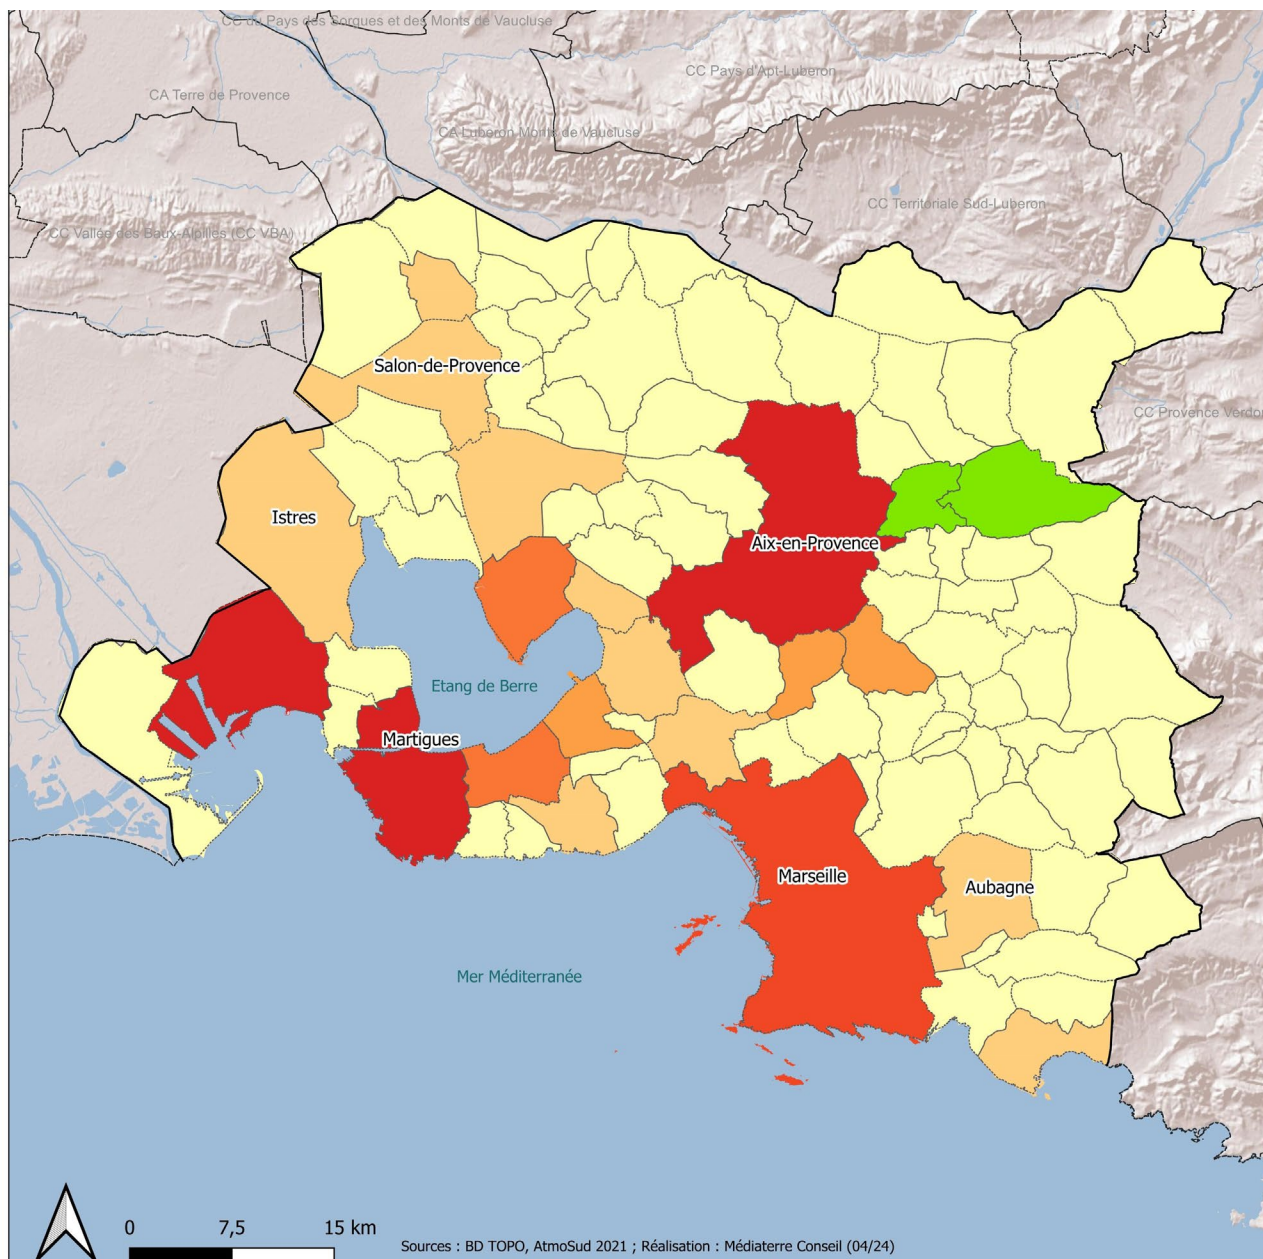 CC du Pays des Sorgues et des Monts de Vaucluse
CC Pays d'Apt-Luberon
CA Terre de Provence
CA Luberon Monts de Vaucluse
CC Territoriale Sud-Luberon
CC Vallée des Baux-Alpilles (CC VBA)
Salon-de-Provence
CC Provence Verdon
Istres
Aix-en-Provence
Etang de Berre
Martigues
Marseille
Aubagne
Mer Méditerranée
0 7,5 15 km
Sources : BD TOPO, AtmoSud 2021 ; Réalisation : Médiaterre Conseil (04/24)